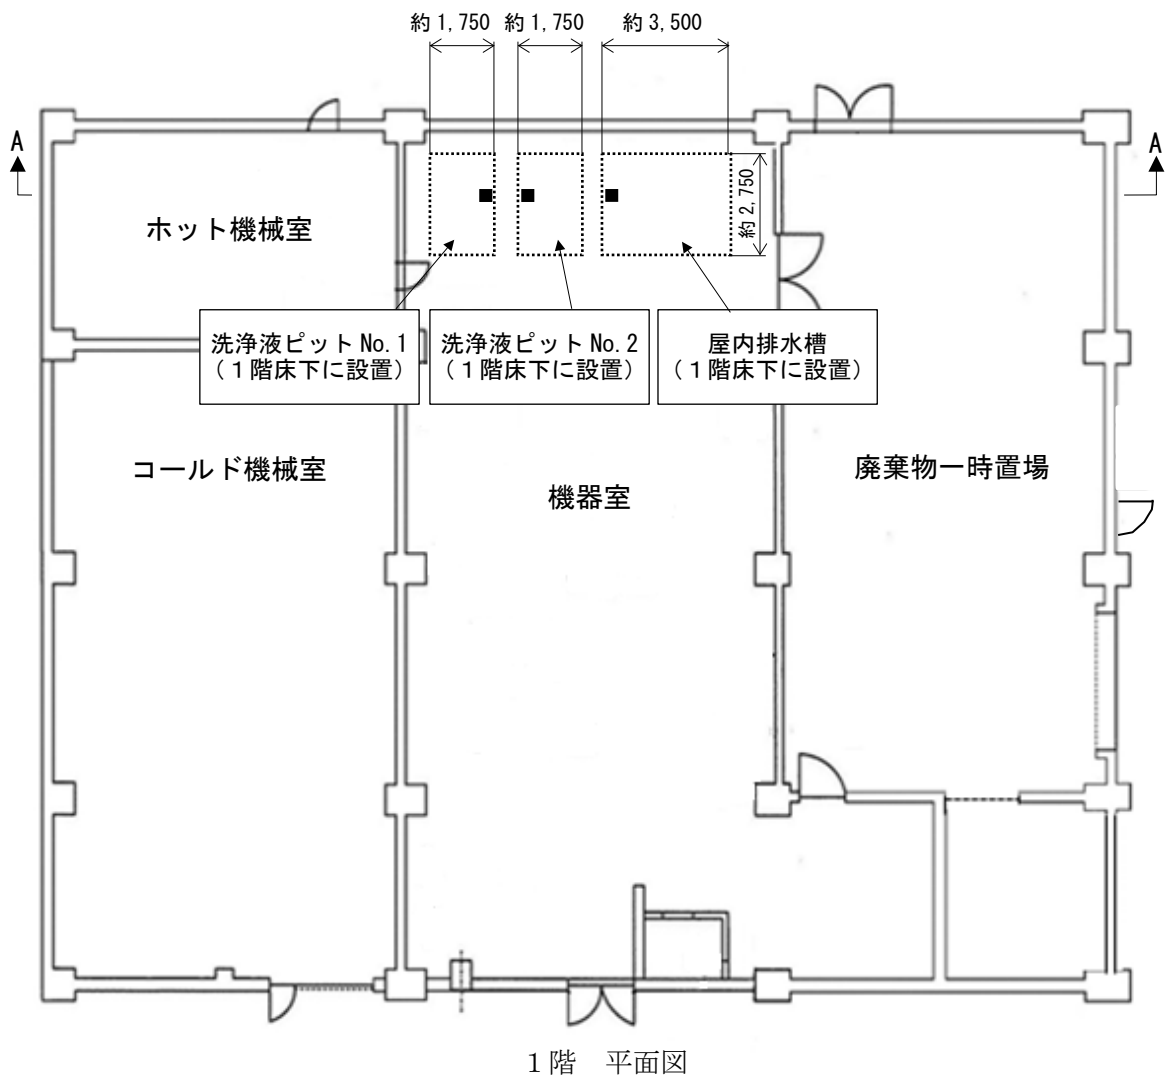 約1,750
約1,750
約3,500
A
A
約2,750
ホット機械室
洗浄液ピットNo.1
（１階床下に設置）
洗浄液ピットNo.2
（１階床下に設置）
屋内排水槽
（１階床下に設置）
コールド機械室
機器室
廃棄物一時置場
１階　平面図